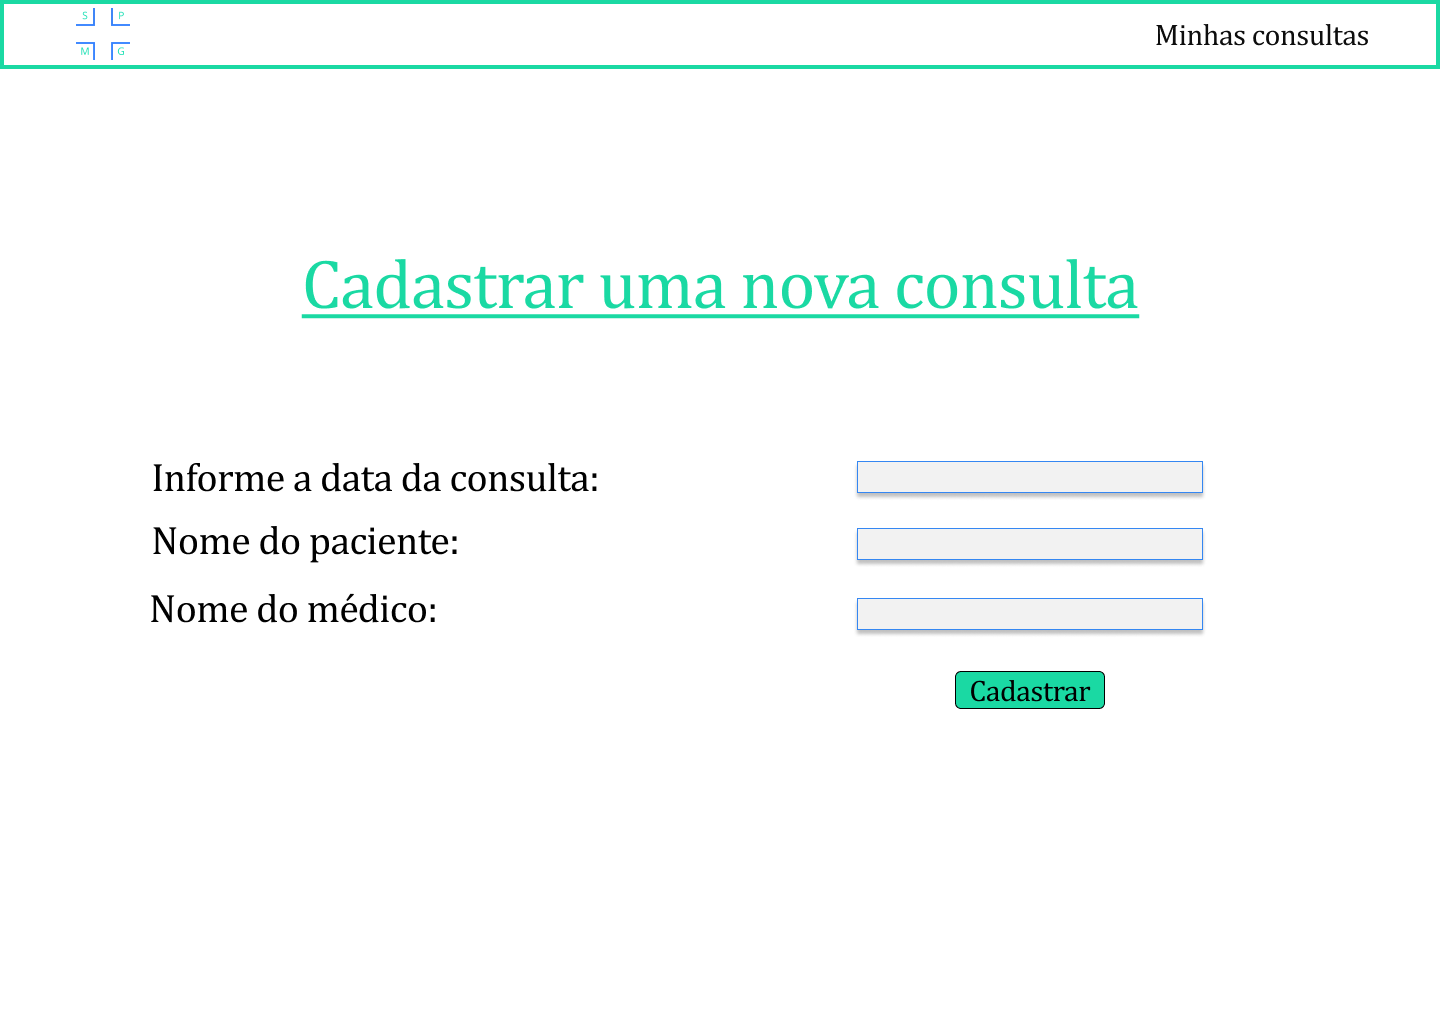 S P
M G
Minhas consultas
Cadastrar uma nova consulta
Informe a data da consulta:
Nome do paciente:
Nome do médico:
Cadastrar